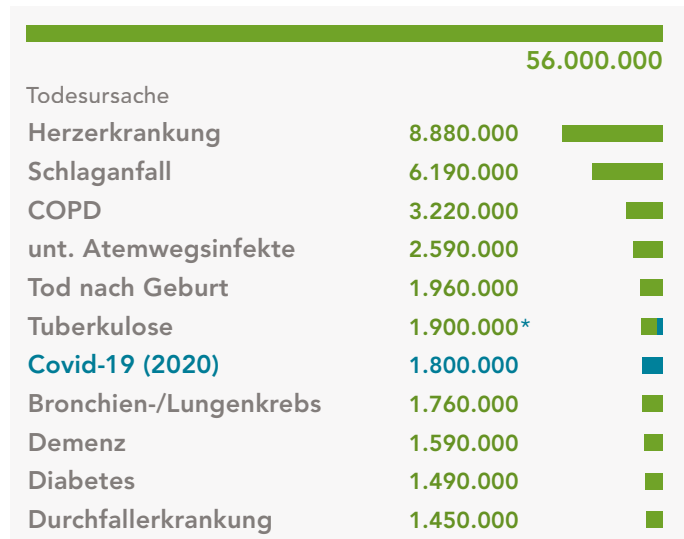 56.000.000
Todesursache
Herzerkrankung 8.880.000
Schlaganfall 6.190.000
COPD 3.220.000
unt. Atemwegsinfekte 2.590.000
Tod nach Geburt 1.960.000
Tuberkulose 1.900.000*
Covid-19 (2020) 1.800.000
Bronchien-/Lungenkrebs 1.760.000
Demenz 1.590.000
Diabetes 1.490.000
Durchfallerkrankung 1.450.000